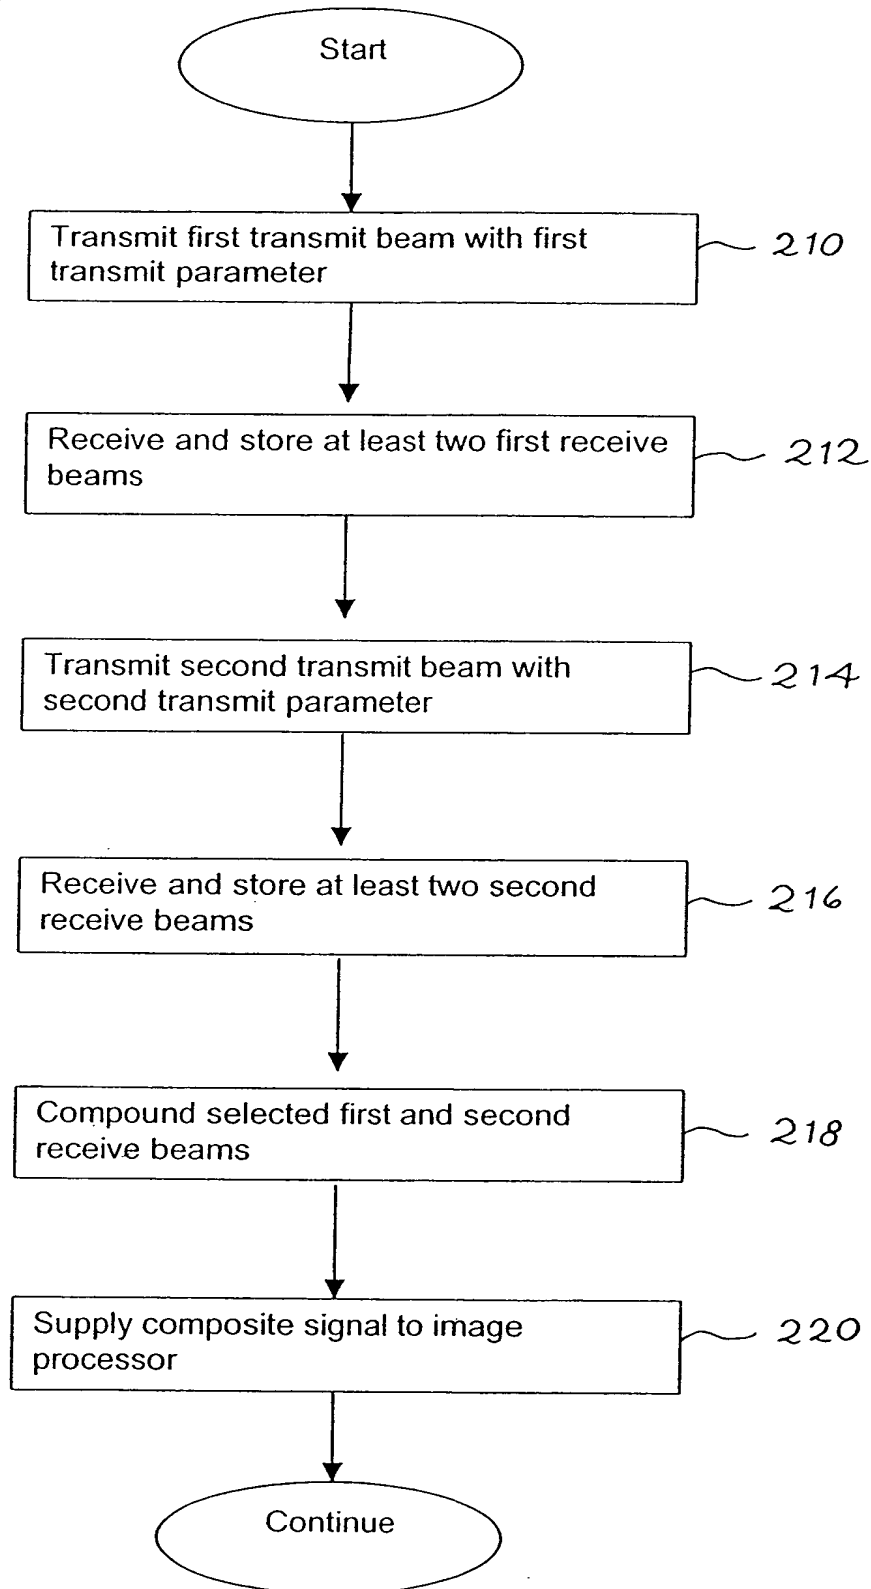 Start
Transmit first transmit beam with first
transmit parameter
210
Receive and store at least two first receive
beams
212
Transmit second transmit beam with
second transmit parameter
214
Receive and store at least two second
receive beams
216
Compound selected first and second
receive beams
218
Supply composite signal to image
processor
220
Continue